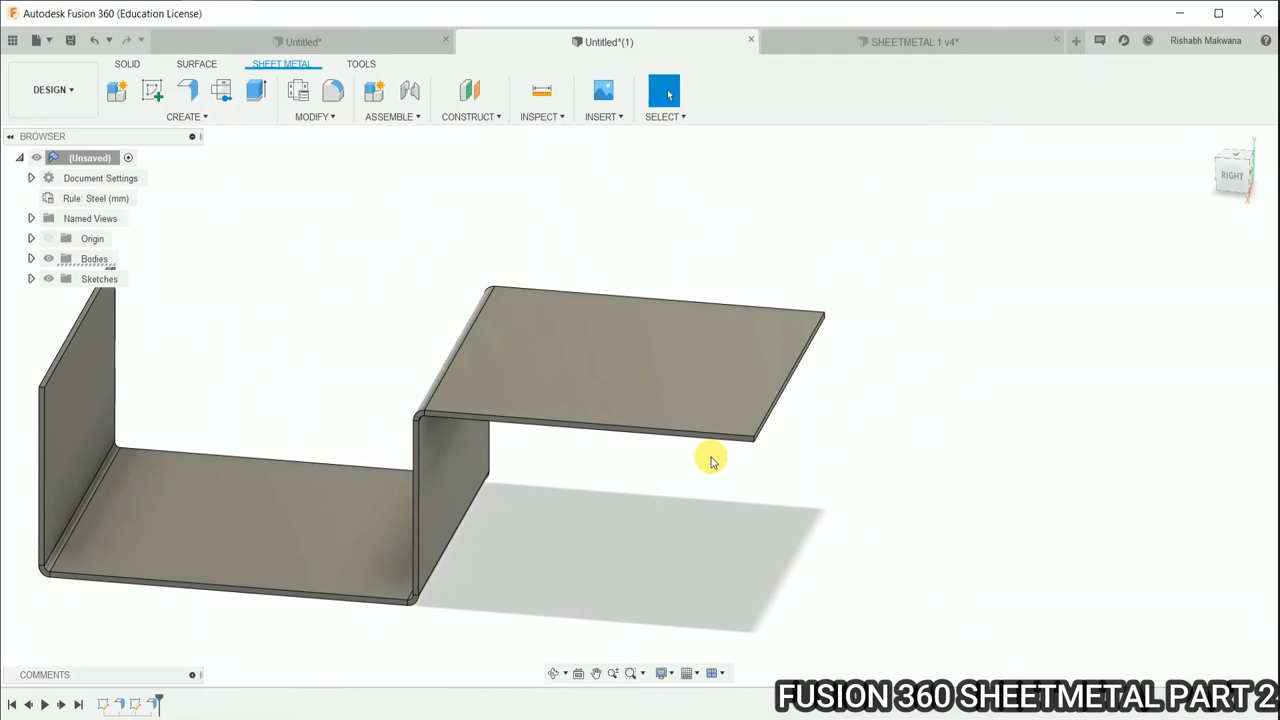 Autodesk Fusion 360 (Education License)
Untitled*
Untitled*(1)
SHEETMETAL 1 v4*
Rishabh Makwana
DESIGN
SOLID
SURFACE
SHEET METAL
TOOLS
CREATE
MODIFY
ASSEMBLE
CONSTRUCT
INSPECT
INSERT
SELECT
BROWSER
(Unsaved)
Document Settings
Rule: Steel (mm)
Named Views
Origin
Bodies
Sketches
RIGHT
COMMENTS
FUSION 360 SHEETMETAL PART 2